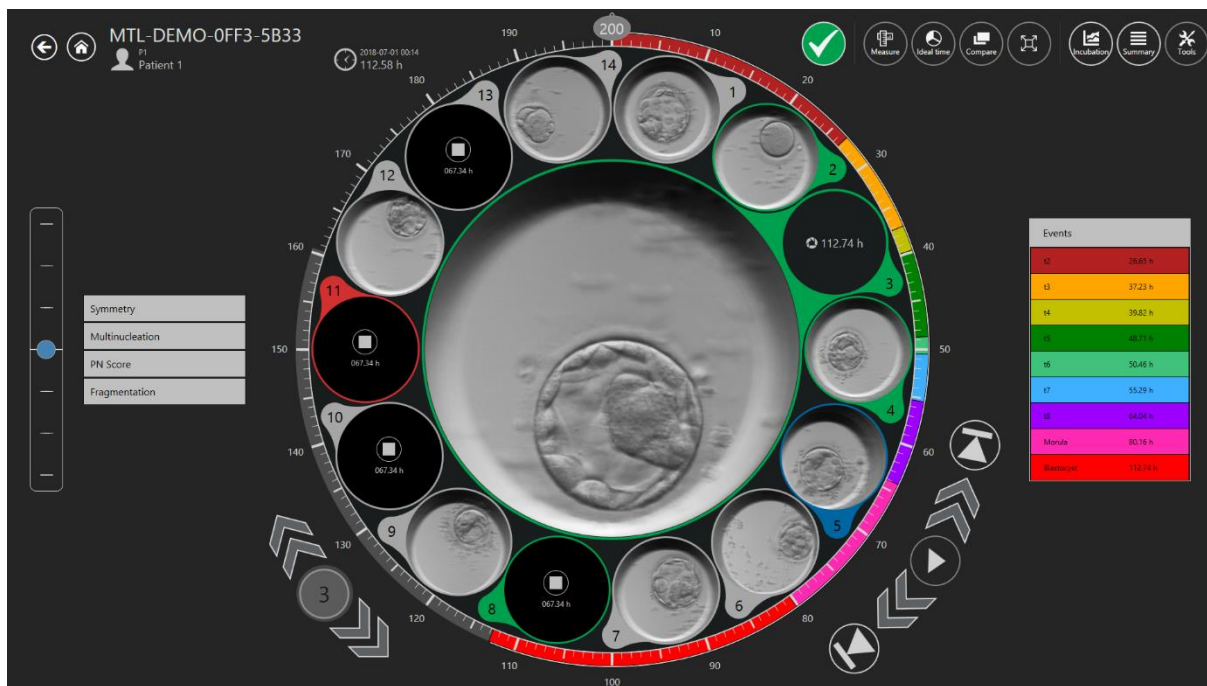 MTL-DEMO-0FF3-5B33
P1
Patient 1
2018-07-01 00:14
112.58 h
Measure
Ideal time
Compare
Incubation
Summary
Tools
200
10
20
30
40
50
60
70
80
90
100
110
120
130
140
150
160
170
180
190
1
2
3
112.74 h
4
5
6
7
8
067.34 h
9
10
067.34 h
11
067.34 h
12
13
067.34 h
14
Symmetry
Multinucleation
PN Score
Fragmentation
3
Events
t2 26.65 h
t3 37.23 h
t4 39.82 h
t5 48.71 h
t6 50.46 h
t7 55.29 h
t8 64.04 h
Morula 80.16 h
Blastocyst 112.74 h